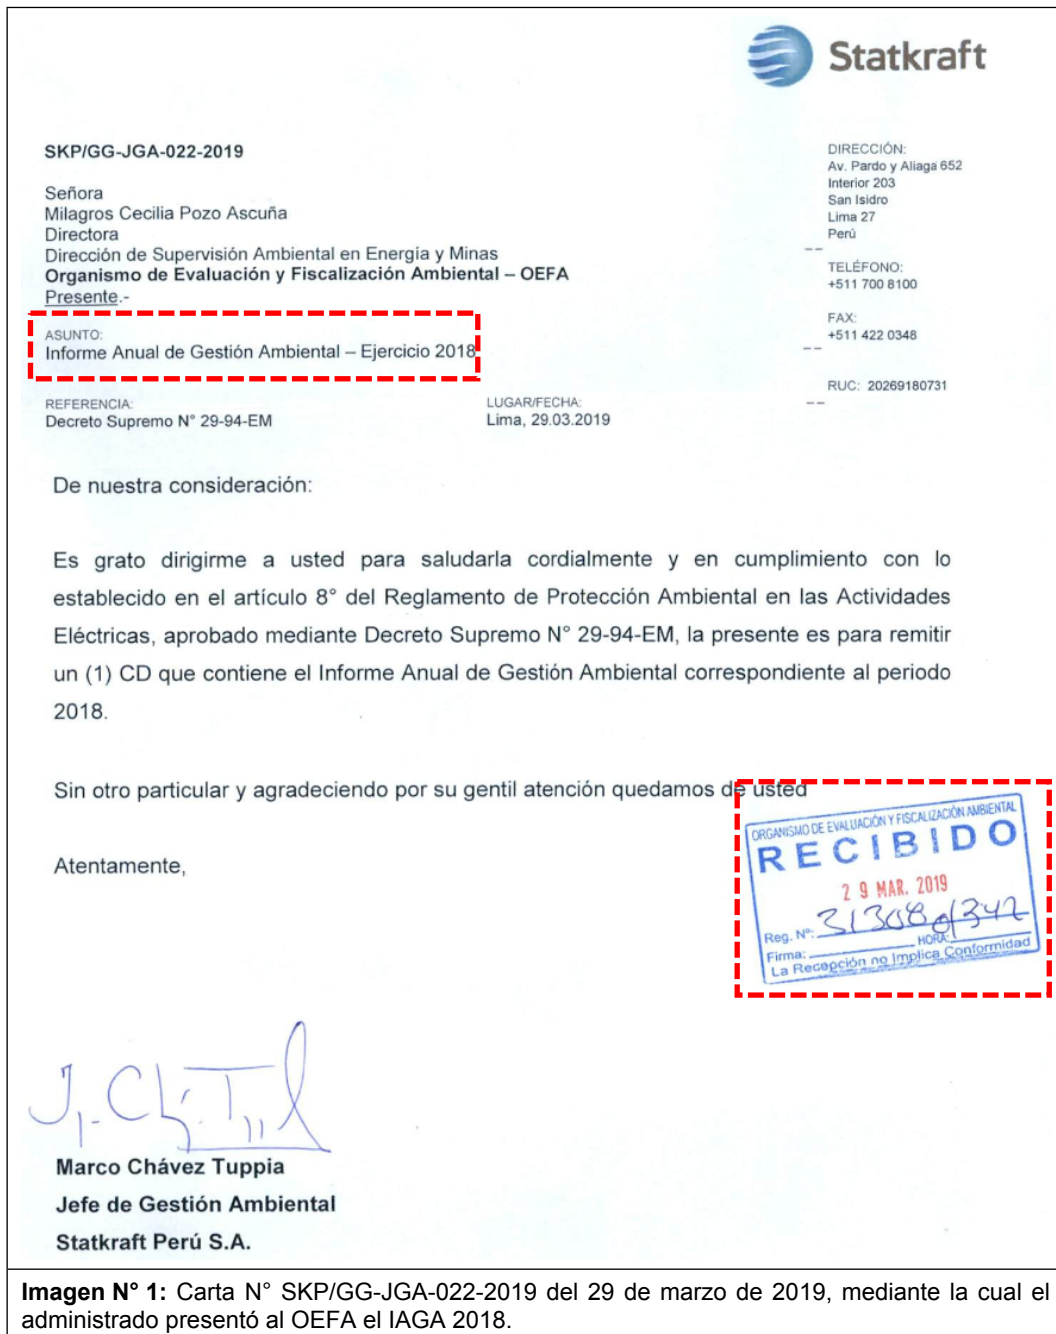 Statkraft
SKP/GG-JGA-022-2019
Señora
Milagros Cecilia Pozo Ascuña
Directora
Dirección de Supervisión Ambiental en Energía y Minas
Organismo de Evaluación y Fiscalización Ambiental – OEFA
Presente.-
DIRECCIÓN:
Av. Pardo y Aliaga 652
Interior 203
San Isidro
Lima 27
Perú
TELÉFONO:
+511 700 8100
FAX:
+511 422 0348
RUC: 20269180731
ASUNTO:
Informe Anual de Gestión Ambiental – Ejercicio 2018
REFERENCIA:
Decreto Supremo N° 29-94-EM
LUGAR/FECHA:
Lima, 29.03.2019
De nuestra consideración:
Es grato dirigirme a usted para saludarla cordialmente y en cumplimiento con lo
establecido en el artículo 8° del Reglamento de Protección Ambiental en las Actividades
Eléctricas, aprobado mediante Decreto Supremo N° 29-94-EM, la presente es para remitir
un (1) CD que contiene el Informe Anual de Gestión Ambiental correspondiente al periodo
2018.
Sin otro particular y agradeciendo por su gentil atención quedamos de usted
Atentamente,
ORGANISMO DE EVALUACIÓN Y FISCALIZACIÓN AMBIENTAL
RECIBIDO
29 MAR. 2019
Reg. N°:
Firma: HORA:
La Recepción no Implica Conformidad
Marco Chávez Tuppia
Jefe de Gestión Ambiental
Statkraft Perú S.A.
Imagen N° 1: Carta N° SKP/GG-JGA-022-2019 del 29 de marzo de 2019, mediante la cual el
administrado presentó al OEFA el IAGA 2018.